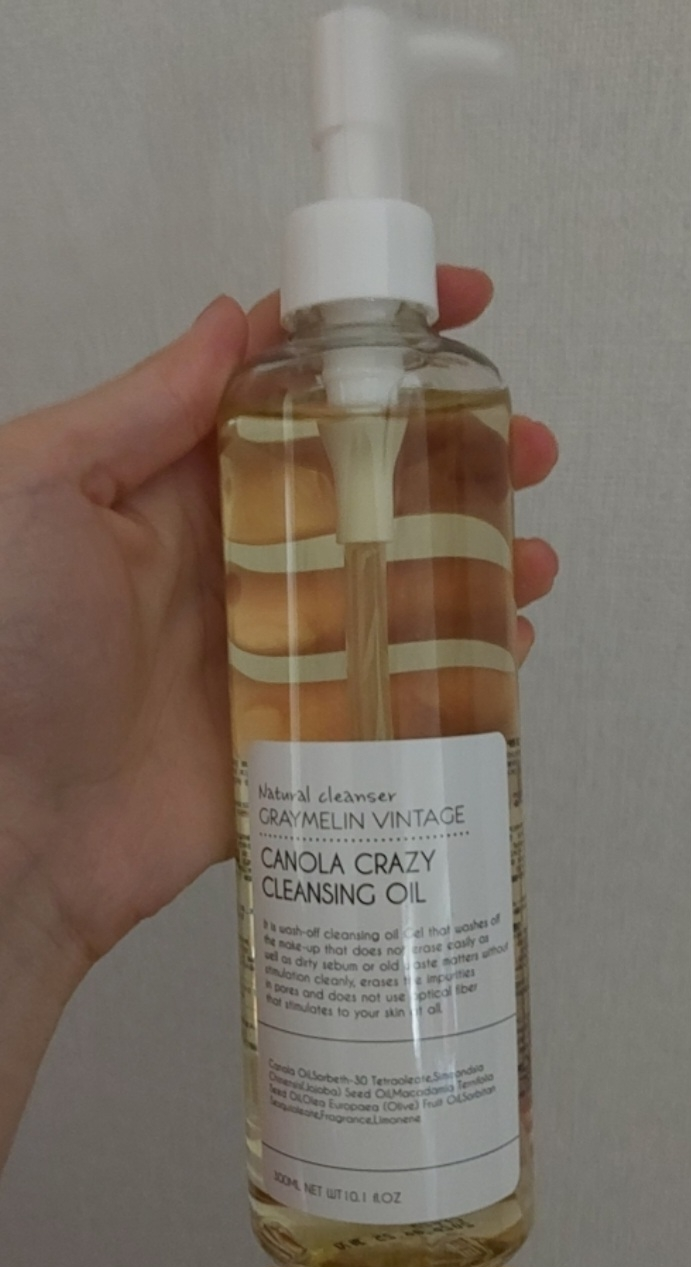 Natural cleanser
GRAYMELIN VINTAGE
CANOLA CRAZY
CLEANSING OIL
It is wash-off cleansing oil Gel that washes off
the make-up that does not erase easily as
well as dirty sebum or old waste matters without
stimulation cleanly, erases the impurities
in pores and does not use optical fiber
that stimulates to your skin at all.
Canola Oil,Sorbeth-30 Tetraoleate,Simmondsia
Chinensis(Jojoba) Seed Oil,Macadamia Ternifolia
Seed Oil,Olea Europaea (Olive) Fruit Oil,Sorbitan
Sesquioleate,Fragrance,Limonene
300ML NET WT 10.1 fl.OZ